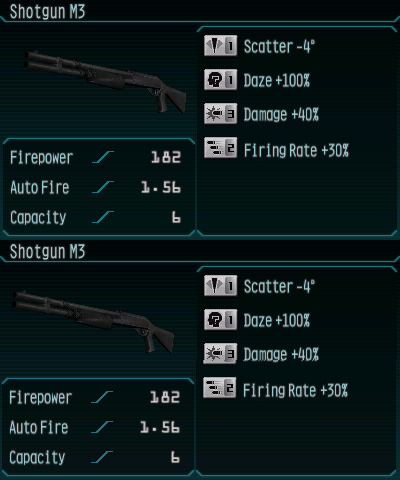 Shotgun M3
1 Scatter -4°
1 Daze +100%
3 Damage +40%
2 Firing Rate +30%
Firepower 182
Auto Fire 1.56
Capacity 6
Shotgun M3
1 Scatter -4°
1 Daze +100%
3 Damage +40%
2 Firing Rate +30%
Firepower 182
Auto Fire 1.56
Capacity 6